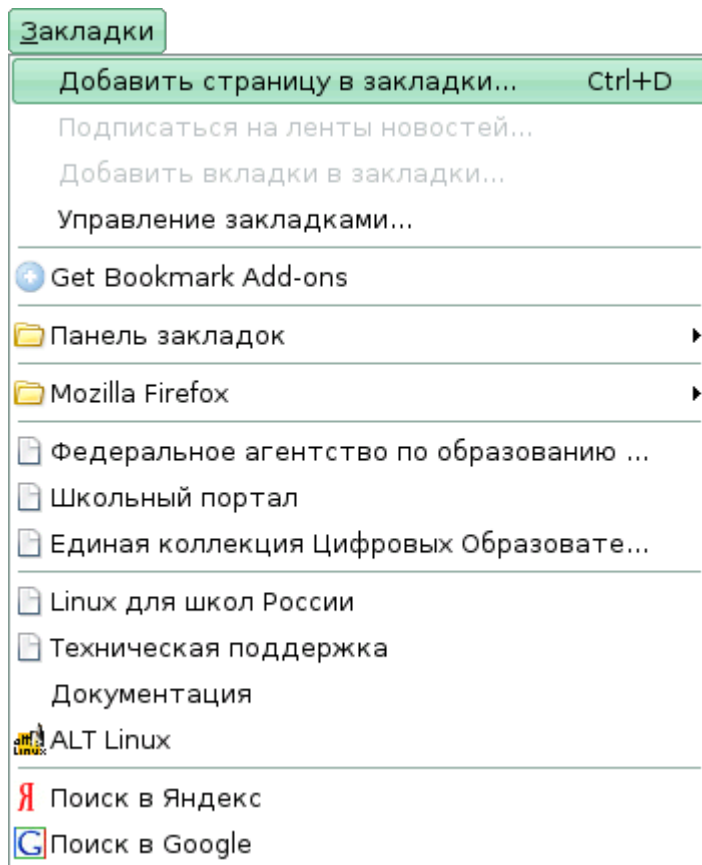 Закладки
Добавить страницу в закладки... Ctrl+D
Подписаться на ленты новостей...
Добавить вкладки в закладки...
Управление закладками...
Get Bookmark Add-ons
Панель закладок
Mozilla Firefox
Федеральное агентство по образованию ...
Школьный портал
Единая коллекция Цифровых Образовате...
Linux для школ России
Техническая поддержка
Документация
ALT Linux
Я Поиск в Яндекс
G Поиск в Google